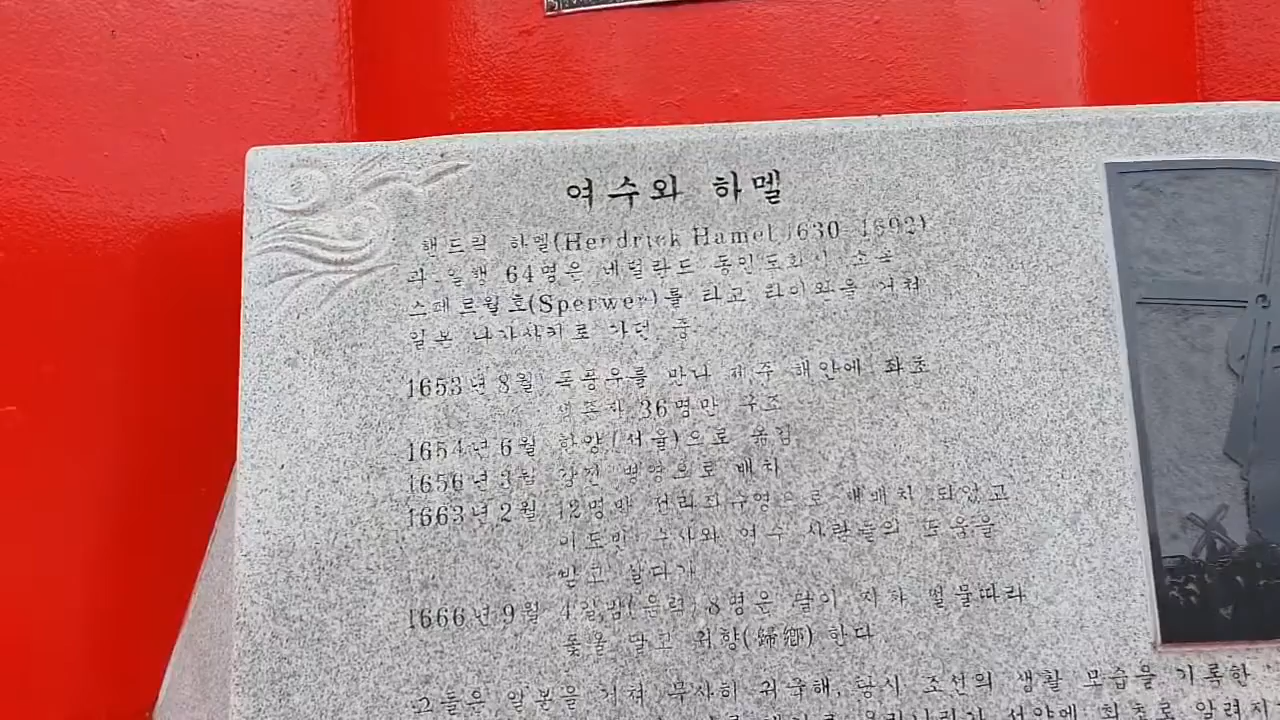 여수와 하멜
핸드릭 하멜(Hendrick Hamel 1630-1692)
과 일행 64명은 네덜란드 동인도회사 소속
스페르웨르호(Sperwer)를 타고 타이완을 거쳐
일본 나가사키로 가던 중
1653년 8월 폭풍우를 만나 제주 해안에 좌초
36명만 구조
1654년 6월 한양(서울)으로 옮김
1656년 3월 강진 병영으로 배치
1663년 2월 12명만 전라좌수영으로 재배치 되었고
이도빈 수사와 여수 사람들의 도움을
받고 살다가
1666년 9월 4일밤(음력) 8명은 달이 지자 썰물따라
돛을 달고 귀향(歸鄕) 한다
그들은 일본을 거쳐 무사히 귀국해, 당시 조선의 생활 모습을 기록한
서양에 최초로